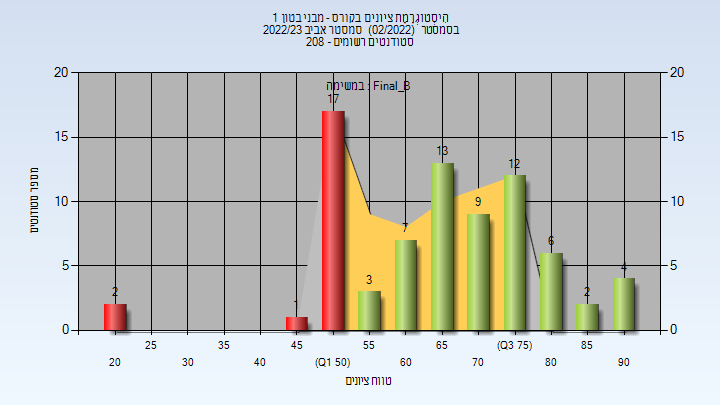 הִיסְטוֹגְרָמַת ציונים בקורס - מבני בטון 1
בסמסטר (02/2022) סמסטר אביב 2022/23
סטודנטים רשומים - 208
במשימה : Final_B
מספר סטודנטים
20 20
15 15
10 10
5 5
0 0
2 1 17 3 7 13 9 12 6 2 4
25 35 45 55 65 (Q3 75) 85
20 30 40 (Q1 50) 60 70 80 90
טווח ציונים